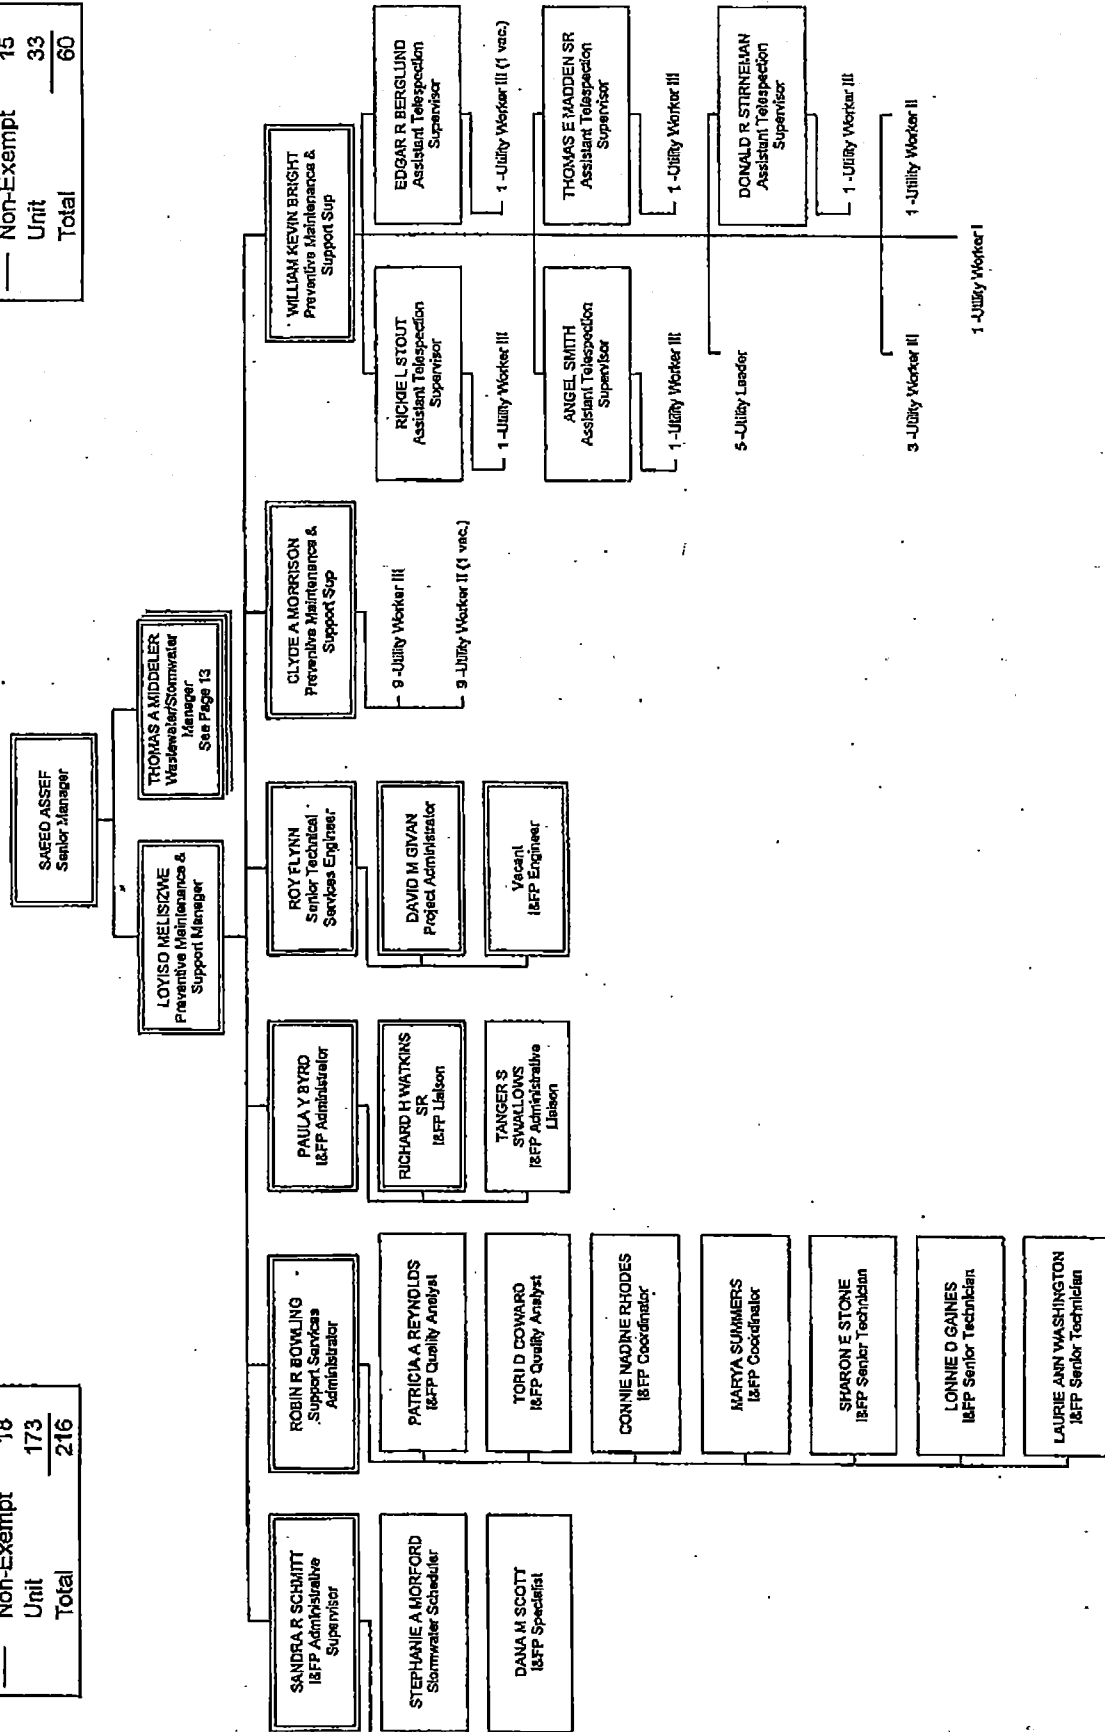 Non-Exempt 18
Unit 173
Total 216
Non-Exempt 15
Unit 33
Total 60
SAEED ASSEF
Senior Manager
LOYISO MELISIZWE
Preventive Maintenance &
Support Manager
THOMAS A MIDDELER
Wastewater/Stormwater
Manager
See Page 13
SANDRA R SCHMITT
I&FP Administrative
Supervisor
STEPHANIE A MORFORD
Stormwater Scheduler
DANA M SCOTT
I&FP Specialist
ROBIN R BOWLING
Support Services
Administrator
PATRICIA A REYNOLDS
I&FP Quality Analyst
TORI D COWARD
I&FP Quality Analyst
CONNIE NADINE RHODES
I&FP Coordinator
MARYA SUMMERS
I&FP Coordinator
SHARON E STONE
I&FP Senior Technician
LONNIE D GAINES
I&FP Senior Technician
LAURIE ANN WASHINGTON
I&FP Senior Technician
PAULA Y BYRD
I&FP Administrator
RICHARD H WATKINS
SR
I&FP Liaison
TANGER S
SWALLOWS
I&FP Administrative
Liaison
ROY FLYNN
Senior Technical
Services Engineer
DAVID M GIVAN
Project Administrator
Vacant
I&FP Engineer
CLYDE A MORRISON
Preventive Maintenance &
Support Sup
9 -Utility Worker III
9 -Utility Worker II (1 vac.)
WILLIAM KEVIN BRIGHT
Preventive Maintenance &
Support Sup
RICKIE L STOUT
Assistant Telespection
Supervisor
1 -Utility Worker III
EDGAR R BERGLUND
Assistant Telespection
Supervisor
1 -Utility Worker III (1 vac.)
ANGEL SMITH
Assistant Telespection
Supervisor
1 -Utility Worker III
THOMAS E MADDEN SR
Assistant Telespection
Supervisor
1 -Utility Worker III
5-Utility Leader
DONALD R STIRNEMAN
Assistant Telespection
Supervisor
1 -Utility Worker III
3 -Utility Worker III
1 -Utility Worker II
1 -Utility Worker I